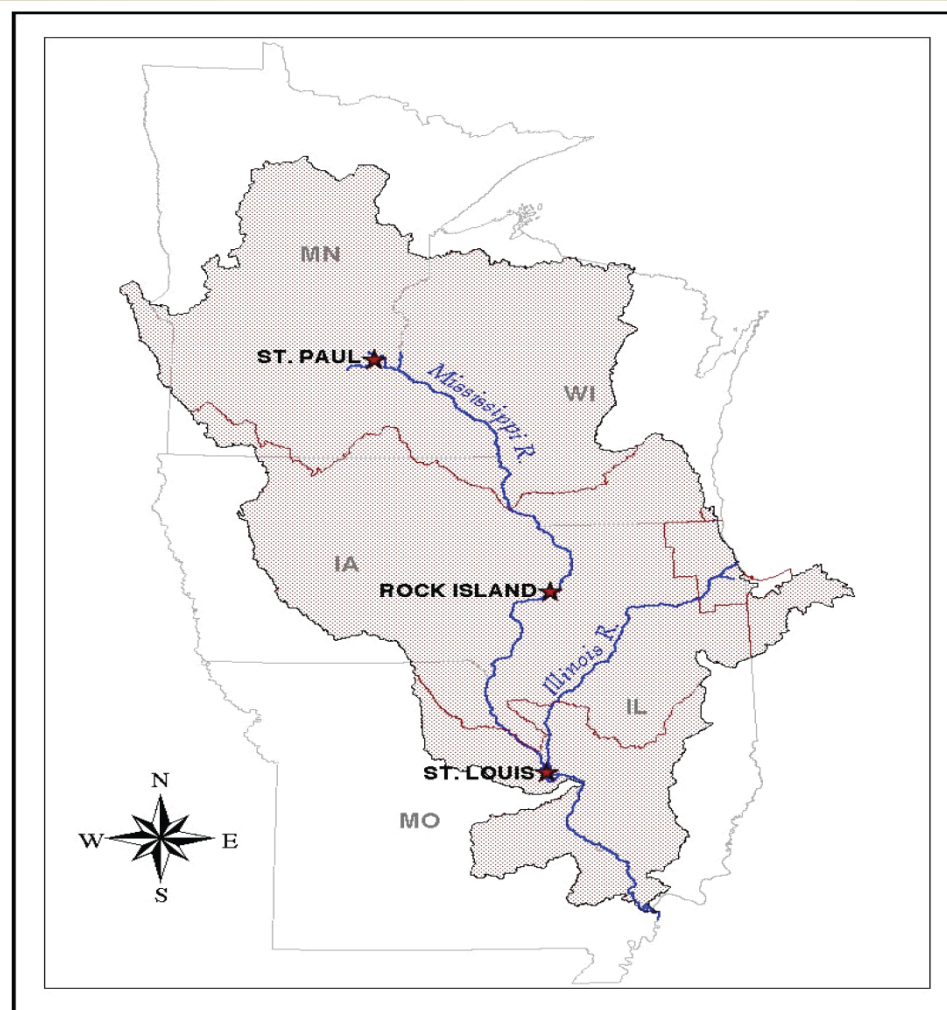 MN
ST. PAUL
Mississippi R.
WI
IA
ROCK ISLAND
Illinois R.
IL
ST. LOUIS
MO
N
W E
S